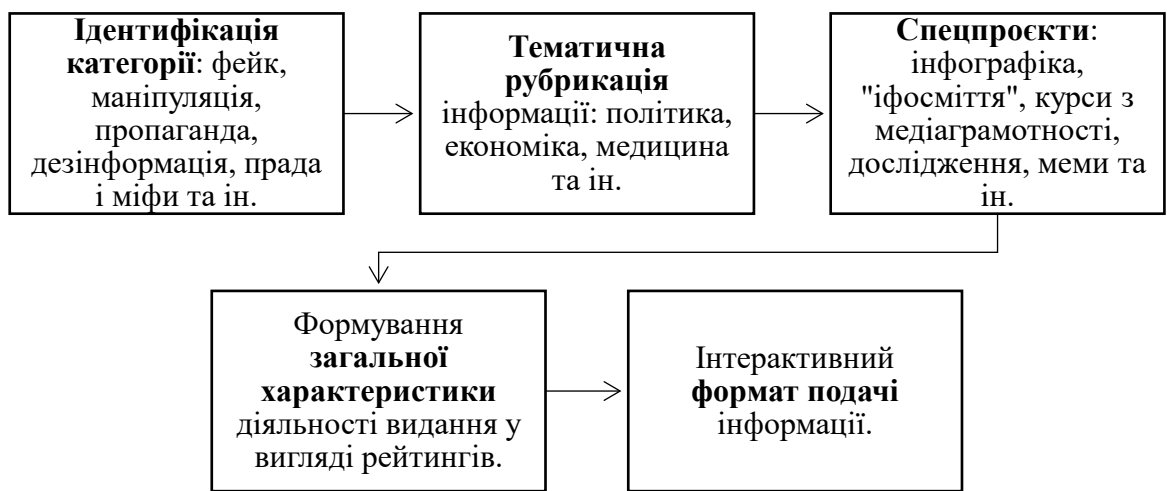 Ідентифікація
категорії: фейк,
маніпуляція,
пропаганда,
дезінформація, прада
і міфи та ін.
Тематична
рубрикація
інформації: політика,
економіка, медицина
та ін.
Спецпроєкти:
інфографіка,
"іфосміття", курси з
медіаграмотності,
дослідження, меми та
ін.
Формування
загальної
характеристики
діяльності видання у
вигляді рейтингів.
Інтерактивний
формат подачі
інформації.